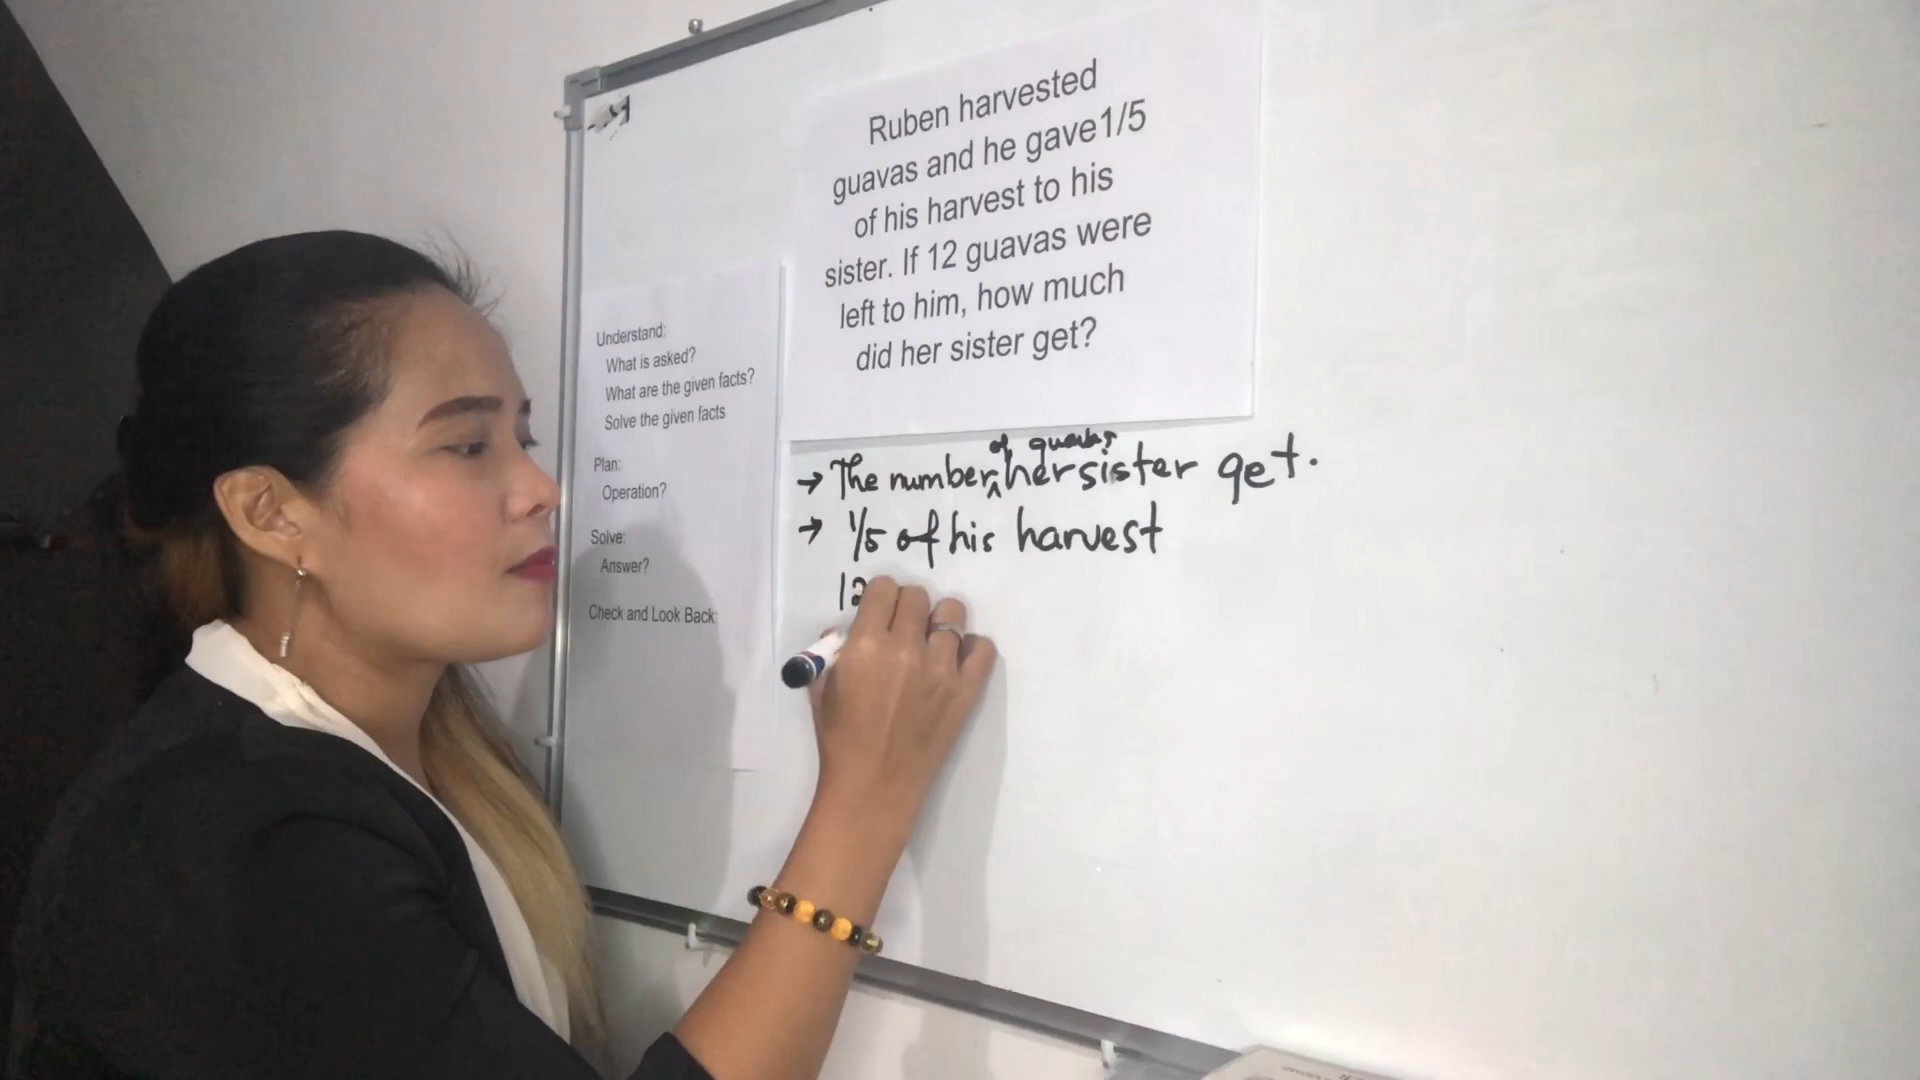 Ruben harvested
guavas and he gave1/5
of his harvest to his
sister. If 12 guavas were
left to him, how much
did her sister get?
Understand:
What is asked?
What are the given facts?
Solve the given facts
Plan:
Operation?
Solve:
Answer?
Check and Look Back:
of guavas
→ The number^her sister get.
→ 1/5 of his harvest
12